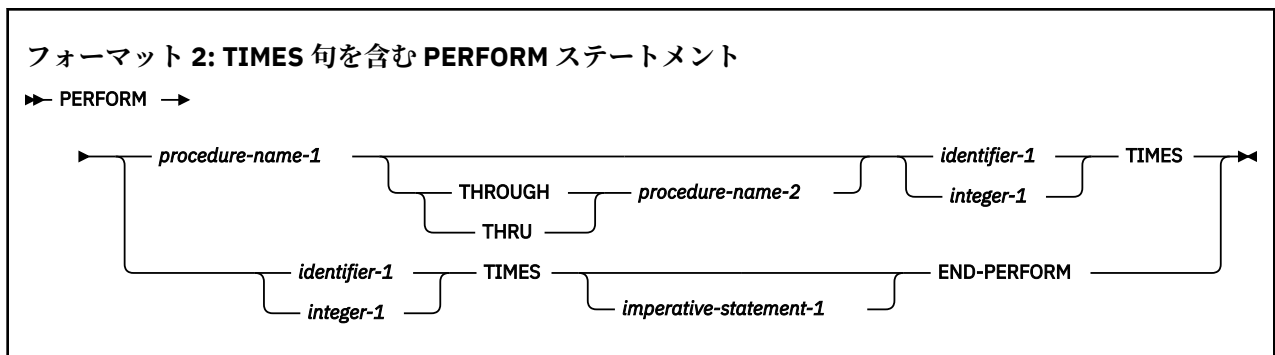 フォーマット 2: TIMES 句を含む PERFORM ステートメント
PERFORM
procedure-name-1 identifier-1 TIMES
THROUGH procedure-name-2 integer-1
THRU
identifier-1 TIMES END-PERFORM
integer-1 imperative-statement-1